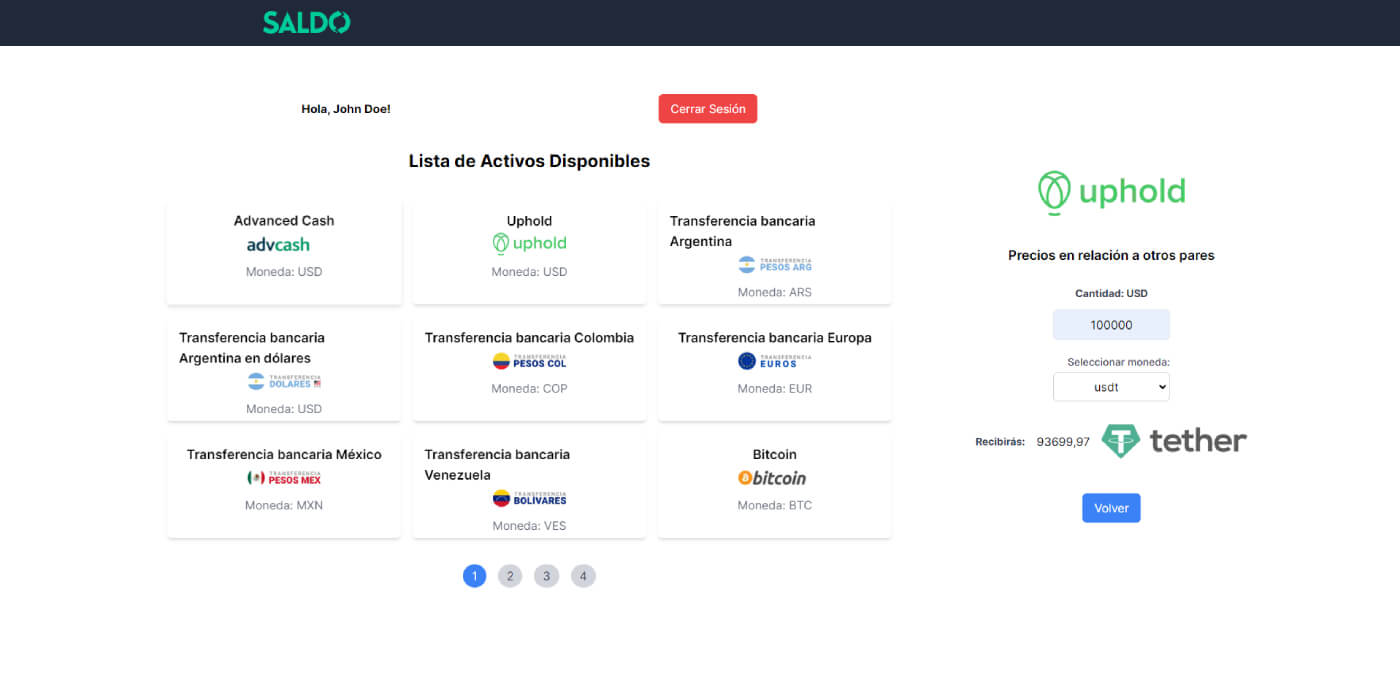 SALDO
Hola, John Doe!
Cerrar Sesión
Lista de Activos Disponibles
Advanced Cash
advcash
Moneda: USD
Uphold
uphold
Moneda: USD
Transferencia bancaria
Argentina
TRANSFERENCIA
PESOS ARG
Moneda: ARS
Transferencia bancaria
Argentina en dólares
TRANSFERENCIA
DOLARES
Moneda: USD
Transferencia bancaria Colombia
TRANSFERENCIA
PESOS COL
Moneda: COP
Transferencia bancaria Europa
TRANSFERENCIA
EUROS
Moneda: EUR
Transferencia bancaria México
TRANSFERENCIA
PESOS MEX
Moneda: MXN
Transferencia bancaria
Venezuela
TRANSFERENCIA
BOLIVARES
Moneda: VES
Bitcoin
bitcoin
Moneda: BTC
1 2 3 4
uphold
Precios en relación a otros pares
Cantidad: USD
100000
Seleccionar moneda:
usdt
Recibirás: 93699,97 tether
Volver